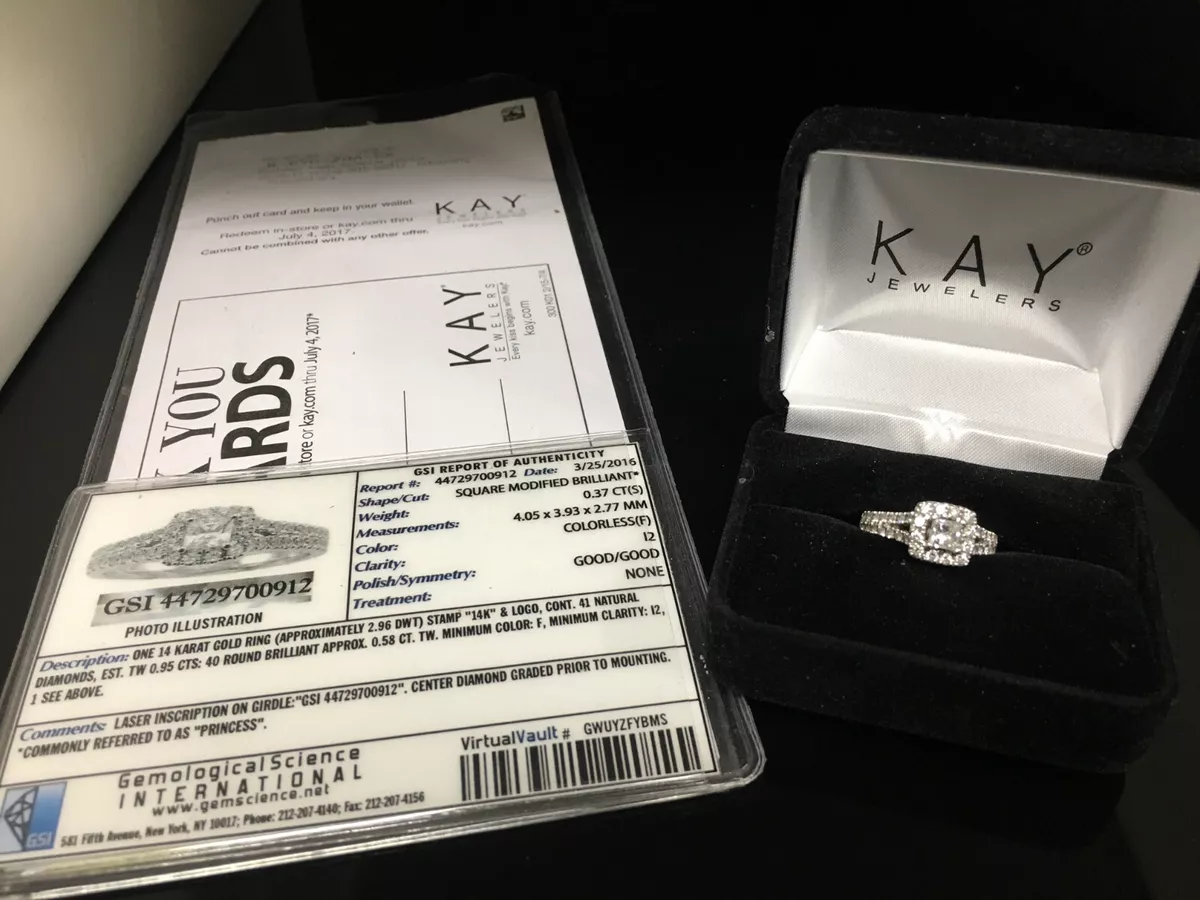 Punch out card and keep in your wallet.
Redeem in-store or kay.com thru
July 4, 2017
Cannot be combined with any other offer.
KAY
JEWELERS
kay.com
YOU
ARDS
tore or kay.com thru July 4, 2017*
KAY
JEWELERS
Every kiss begins with Kay®
kay.com
GSI REPORT OF AUTHENTICITY
Report #: 44729700912 Date: 3/25/2016
Shape/Cut: SQUARE MODIFIED BRILLIANT*
Weight: 0.37 CT(S)
Measurements: 4.05 x 3.93 x 2.77 MM
Color: COLORLESS(F)
Clarity: I2
Polish/Symmetry: GOOD/GOOD
Treatment: NONE
GSI 44729700912
PHOTO ILLUSTRATION
Description: ONE 14 KARAT GOLD RING (APPROXIMATELY 2.96 DWT) STAMP "14K" & LOGO, CONT. 41 NATURAL
DIAMONDS, EST. TW 0.95 CTS: 40 ROUND BRILLIANT APPROX. 0.58 CT. TW. MINIMUM COLOR: F, MINIMUM CLARITY: I2,
1 SEE ABOVE.
Comments: LASER INSCRIPTION ON GIRDLE:"GSI 44729700912". CENTER DIAMOND GRADED PRIOR TO MOUNTING.
*COMMONLY REFERRED TO AS "PRINCESS".
GSI
Gemological Science
INTERNATIONAL
www.gemscience.net
581 Fifth Avenue, New York, NY 10017; Phone: 212-207-4140; Fax: 212-207-4156
VirtualVault # GWUYZFYBMS
KAY®
JEWELERS